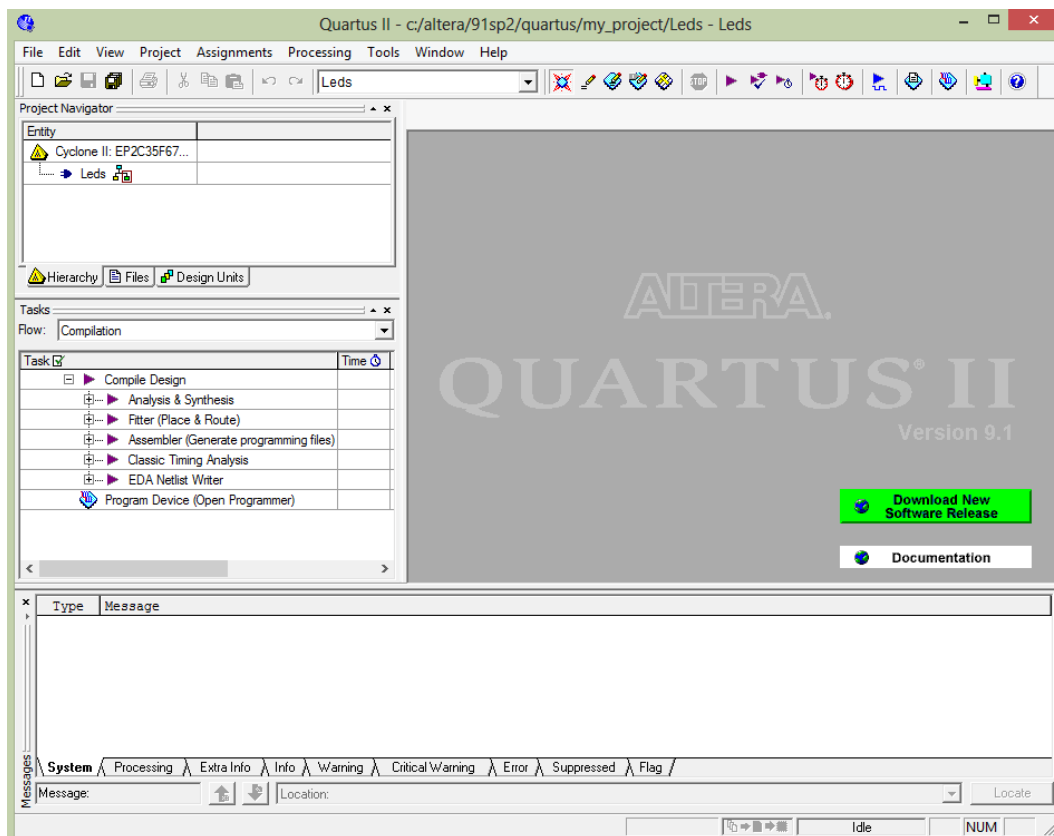 Quartus II - c:/altera/91sp2/quartus/my_project/Leds - Leds
File Edit View Project Assignments Processing Tools Window Help
Leds
STOP
Project Navigator
Entity
Cyclone II: EP2C35F67...
Leds
Hierarchy Files Design Units
Tasks
Flow: Compilation
Task Time
Compile Design
Analysis & Synthesis
Fitter (Place & Route)
Assembler (Generate programming files)
Classic Timing Analysis
EDA Netlist Writer
Program Device (Open Programmer)
ALTERA.
QUARTUS® II
Version 9.1
Download New
Software Release
Documentation
Type Message
Messages
System Processing Extra Info Info Warning Critical Warning Error Suppressed Flag
Message: Location: Locate
Idle NUM